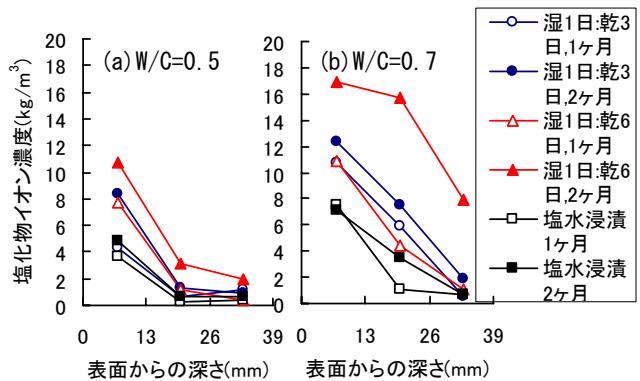 塩化物イオン濃度(kg/m³)
20
18
16
14
12
10
8
6
4
2
0
(a) W/C=0.5
0 13 26 39
表面からの深さ(mm)
20
18
16
14
12
10
8
6
4
2
0
(b) W/C=0.7
0 13 26 39
表面からの深さ(mm)
湿1日:乾3
日,1ヶ月
湿1日:乾3
日,2ヶ月
湿1日:乾6
日,1ヶ月
湿1日:乾6
日,2ヶ月
塩水浸漬
1ヶ月
塩水浸漬
2ヶ月